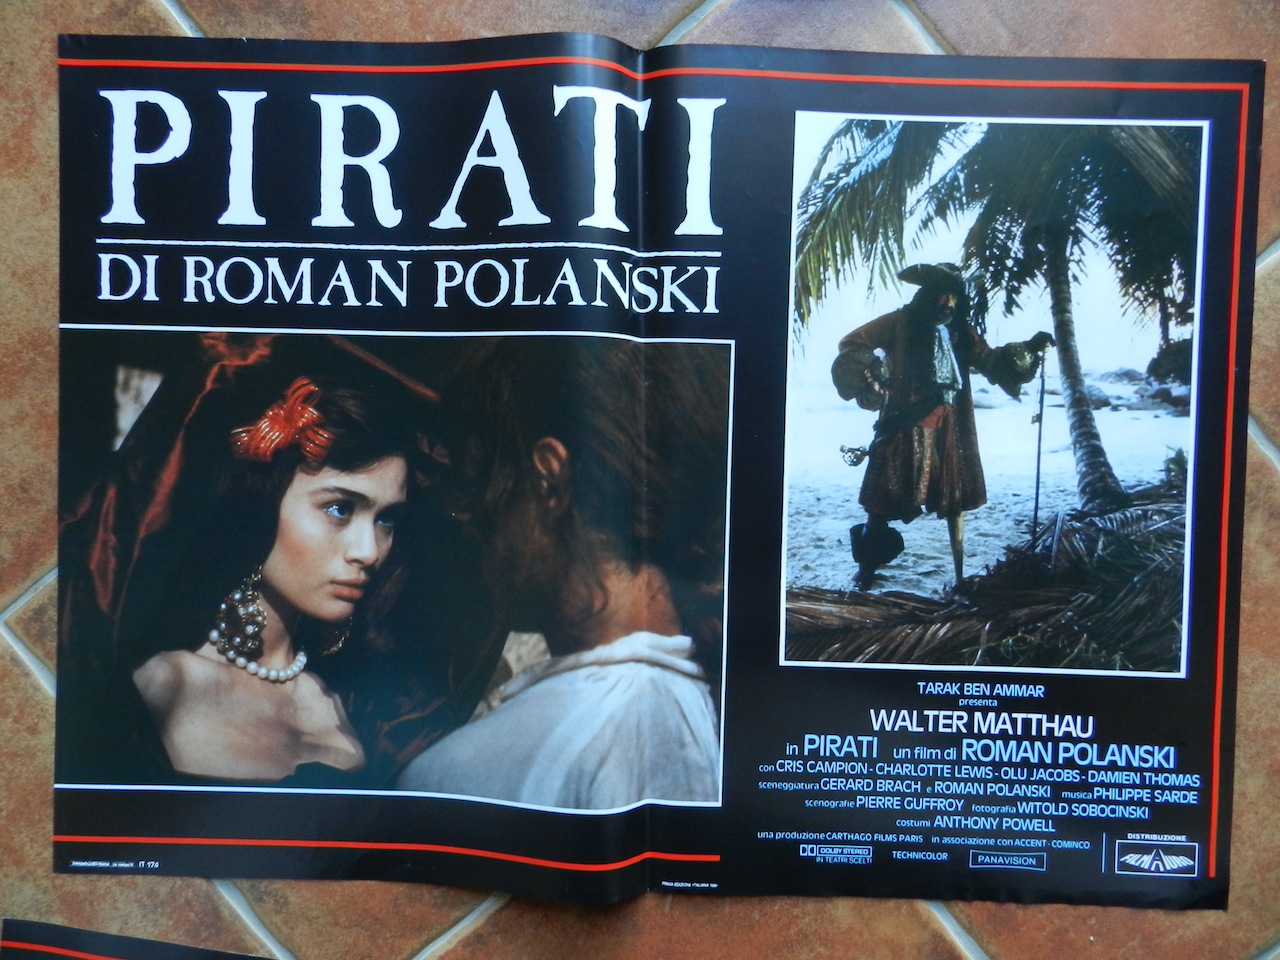 PIRATI
DI ROMAN POLANSKI
TARAK BEN AMMAR
presenta
WALTER MATTHAU
in PIRATI un film di ROMAN POLANSKI
con CRIS CAMPION - CHARLOTTE LEWIS - OLU JACOBS - DAMIEN THOMAS
sceneggiatura GERARD BRACH e ROMAN POLANSKI musica PHILIPPE SARDE
scenografie PIERRE GUFFROY fotografia WITOLD SOBOCINSKI
costumi ANTHONY POWELL
una produzione CARTHAGO FILMS PARIS in associazione con ACCENT - COMINCO
DOLBY STEREO
IN TEATRI SCELTI
TECHNICOLOR
PANAVISION
DISTRIBUZIONE
FILMAURO
IT 174
PRIMA EDIZIONE